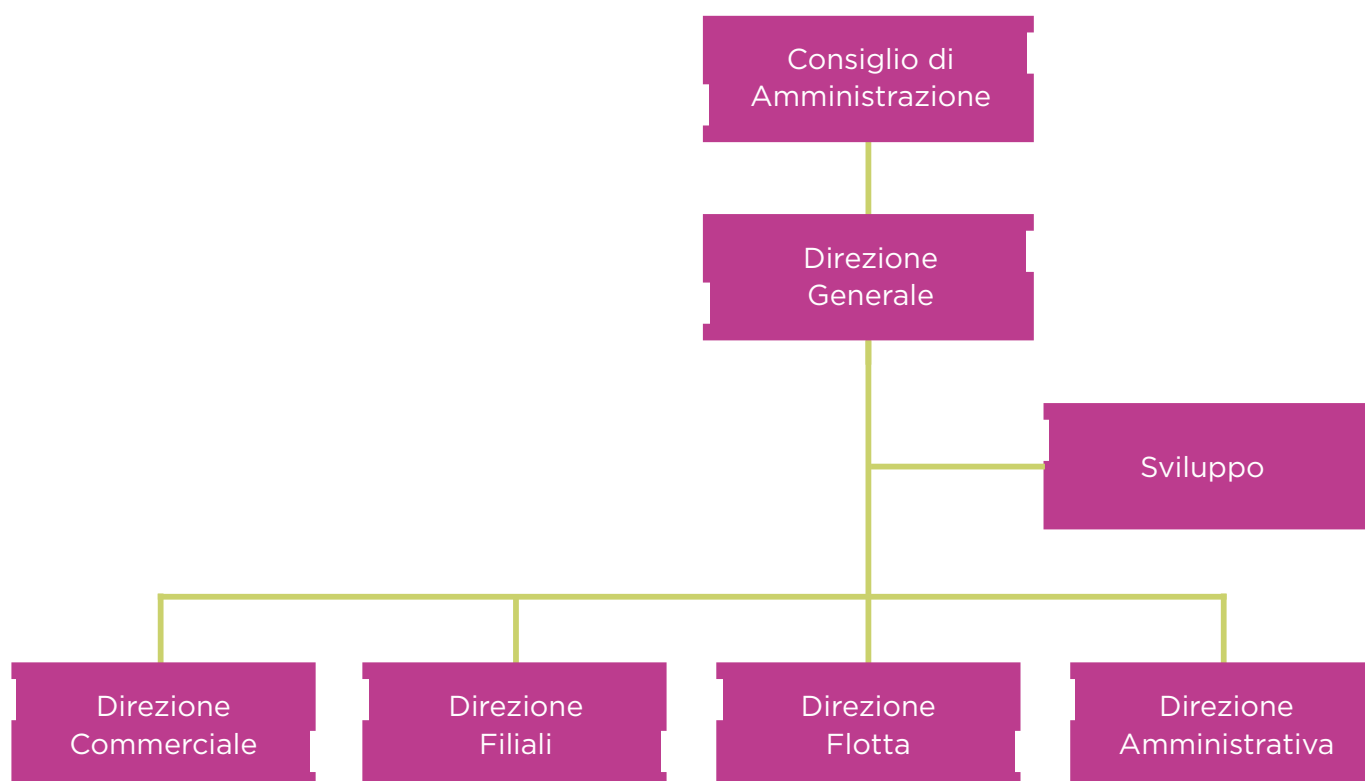 Consiglio di
Amministrazione
Direzione
Generale
Sviluppo
Direzione
Commerciale
Direzione
Filiali
Direzione
Flotta
Direzione
Amministrativa